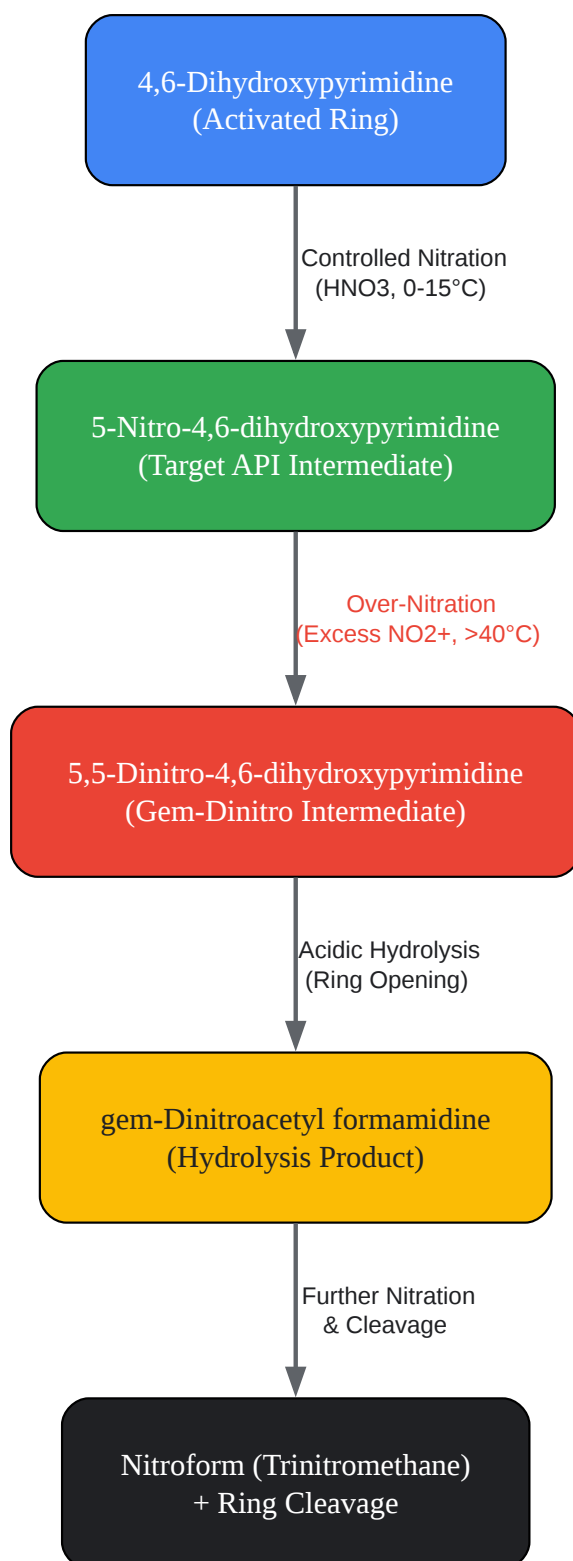 4,6-Dihydroxypyrimidine
(Activated Ring)
Controlled Nitration
(HNO3, 0-15°C)
5-Nitro-4,6-dihydroxypyrimidine
(Target API Intermediate)
Over-Nitration
(Excess NO2+, >40°C)
5,5-Dinitro-4,6-dihydroxypyrimidine
(Gem-Dinitro Intermediate)
Acidic Hydrolysis
(Ring Opening)
gem-Dinitroacetyl formamidine
(Hydrolysis Product)
Further Nitration
& Cleavage
Nitroform (Trinitromethane)
+ Ring Cleavage